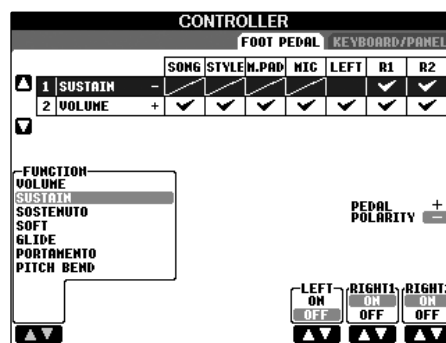 CONTROLLER
FOOT PEDAL KEYBOARD/PANEL
SONG STYLE M.PAD MIC LEFT R1 R2
1 SUSTAIN −
2 VOLUME +
FUNCTION
VOLUME
SUSTAIN
SOSTENUTO
SOFT
GLIDE
PORTAMENTO
PITCH BEND
PEDAL +
POLARITY −
LEFT RIGHT1 RIGHT2
ON ON ON
OFF OFF OFF